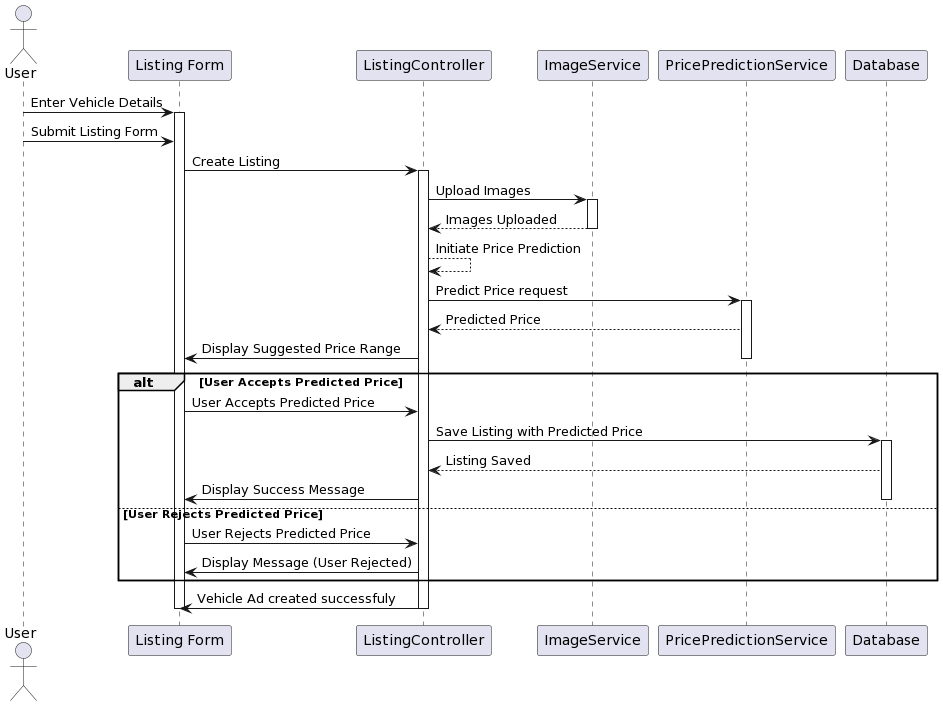 User
Listing Form
ListingController
ImageService
PricePredictionService
Database
Enter Vehicle Details
Submit Listing Form
Create Listing
Upload Images
Images Uploaded
Initiate Price Prediction
Predict Price request
Predicted Price
Display Suggested Price Range
alt
[User Accepts Predicted Price]
User Accepts Predicted Price
Save Listing with Predicted Price
Listing Saved
Display Success Message
[User Rejects Predicted Price]
User Rejects Predicted Price
Display Message (User Rejected)
Vehicle Ad created successfuly
User
Listing Form
ListingController
ImageService
PricePredictionService
Database